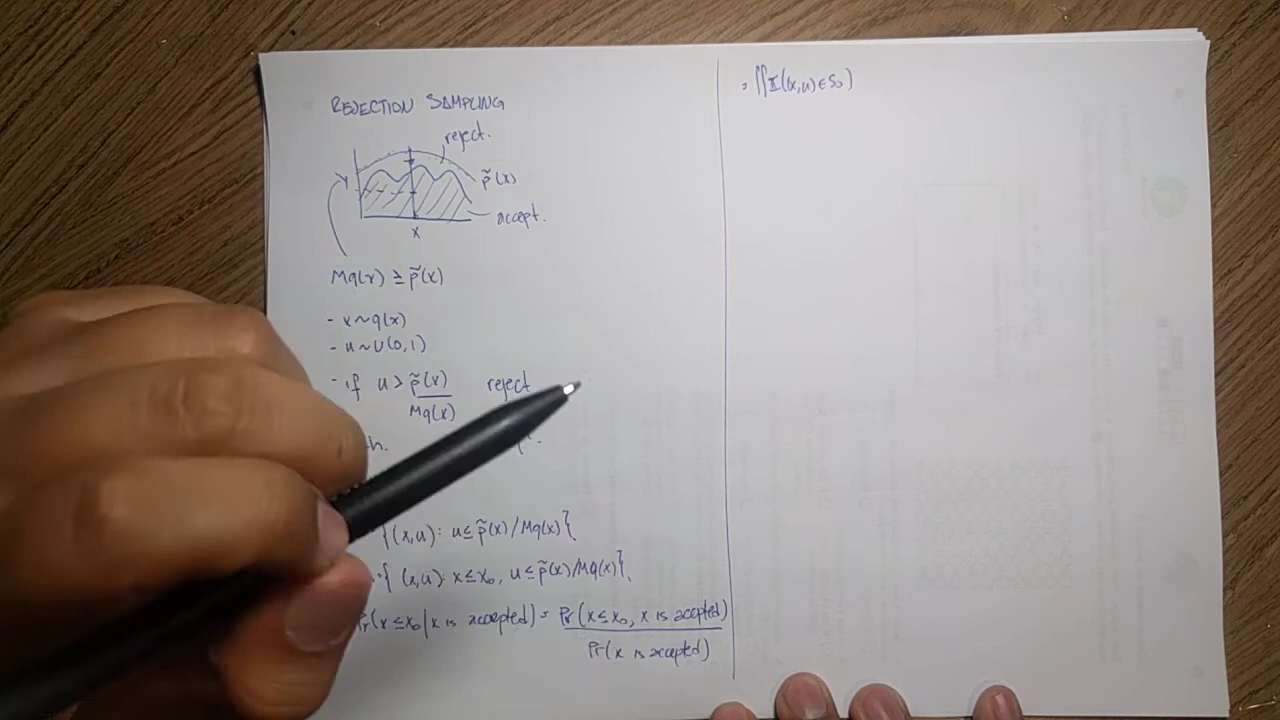 REJECTION SAMPLING
reject.
p̃(x)
accept.
x
Mq(x) ≥ p̃(x)
- x~q(x)
- u~U(0,1)
- if u > p̃(x) reject
Mq(x)
{(x,u): u≤p̃(x)/Mq(x)}
{(x,u): x≤x₀, u≤p̃(x)/Mq(x)}
Pr(x≤x₀|x is accepted) = Pr(x≤x₀, x is accepted)
Pr(x is accepted)
= ∬𝕀((x,u)∈S₀)